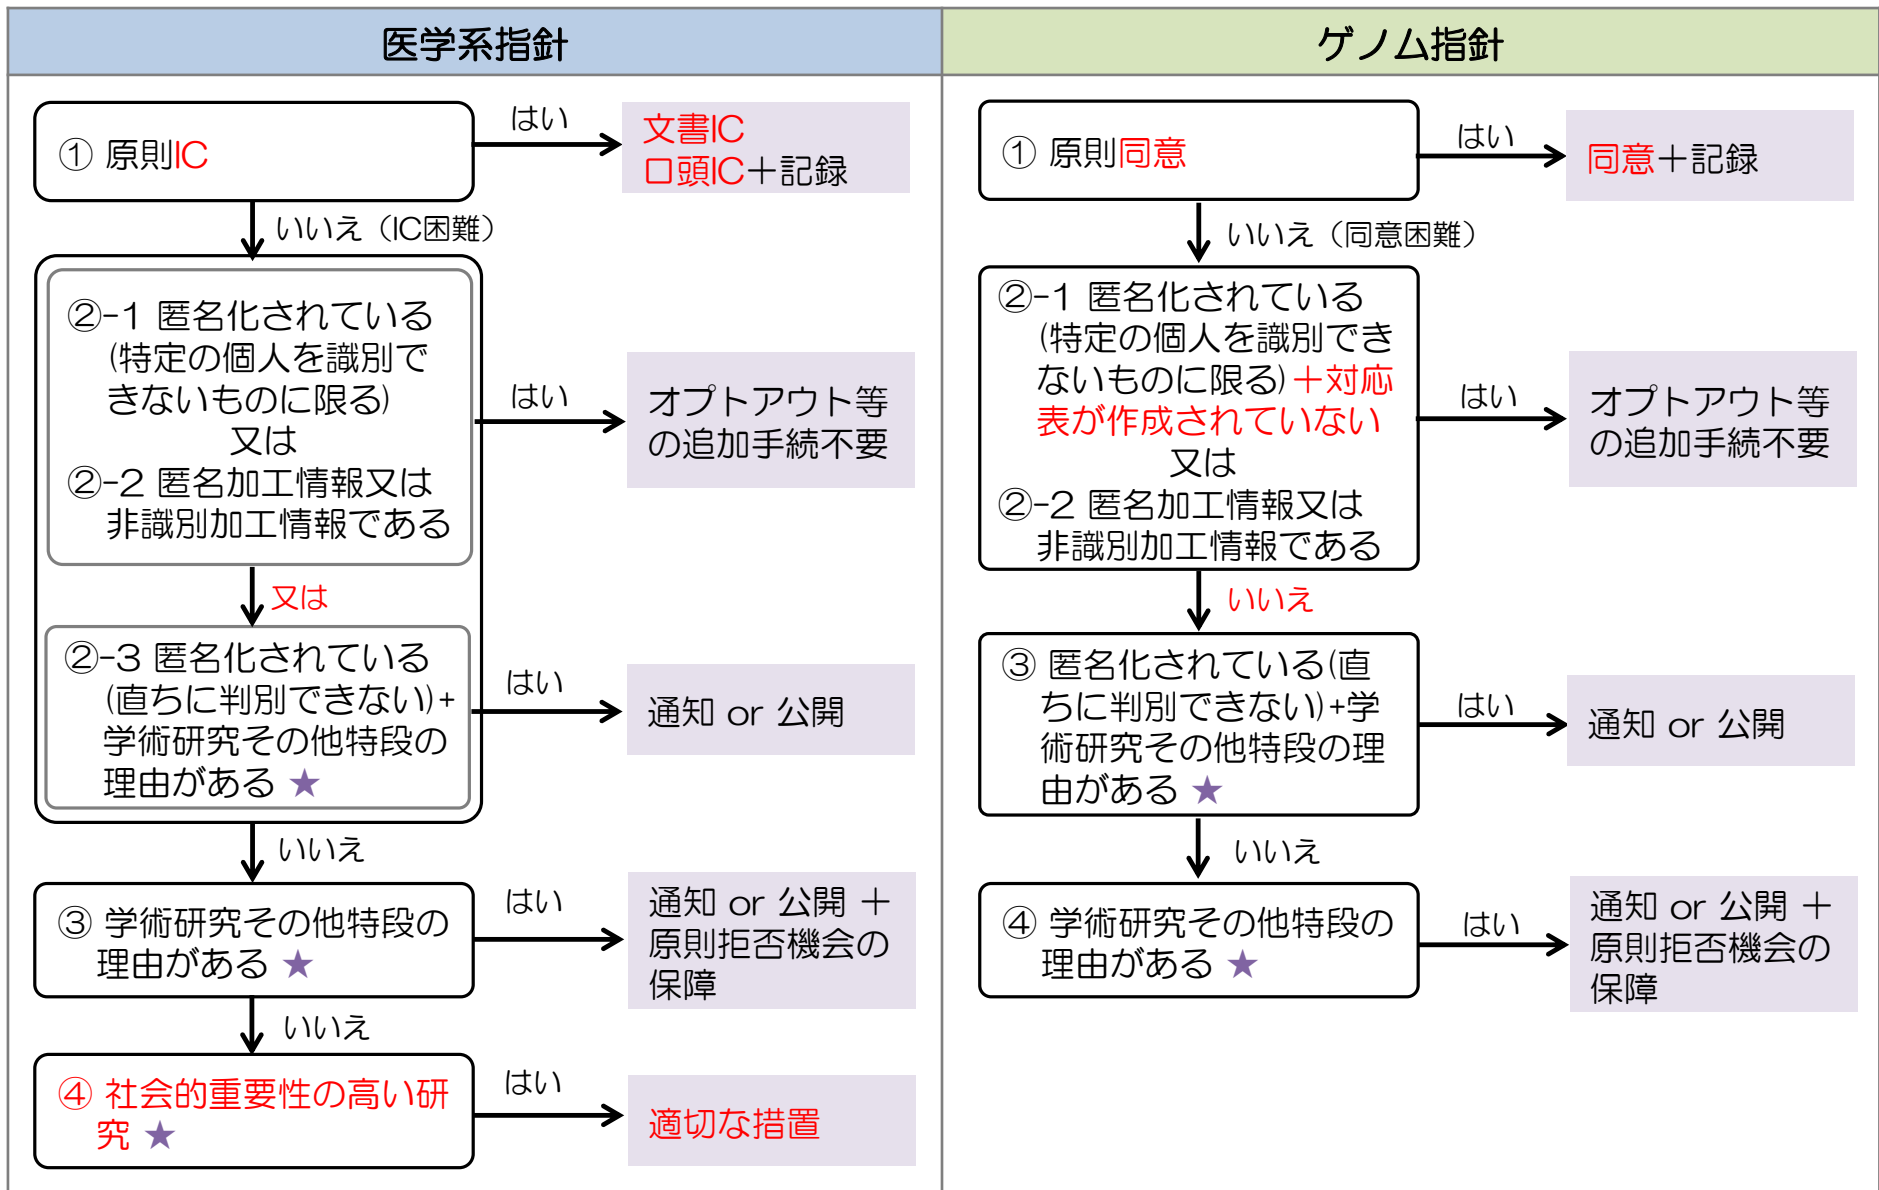 医学系指針
① 原則IC
はい
文書IC
口頭IC＋記録
いいえ（IC困難）
②-1 匿名化されている
(特定の個人を識別で
きないものに限る)
又は
②-2 匿名加工情報又は
非識別加工情報である
はい
オプトアウト等
の追加手続不要
又は
②-3 匿名化されている
(直ちに判別できない)+
学術研究その他特段の
理由がある ★
はい
通知 or 公開
いいえ
③ 学術研究その他特段の
理由がある ★
はい
通知 or 公開 ＋
原則拒否機会の
保障
いいえ
④ 社会的重要性の高い研
究 ★
はい
適切な措置
ゲノム指針
① 原則同意
はい
同意＋記録
いいえ（同意困難）
②-1 匿名化されている
(特定の個人を識別でき
ないものに限る)＋対応
表が作成されていない
又は
②-2 匿名加工情報又は
非識別加工情報である
はい
オプトアウト等
の追加手続不要
いいえ
③ 匿名化されている(直
ちに判別できない)+学
術研究その他特段の理
由がある ★
はい
通知 or 公開
いいえ
④ 学術研究その他特段の
理由がある ★
はい
通知 or 公開 ＋
原則拒否機会の
保障